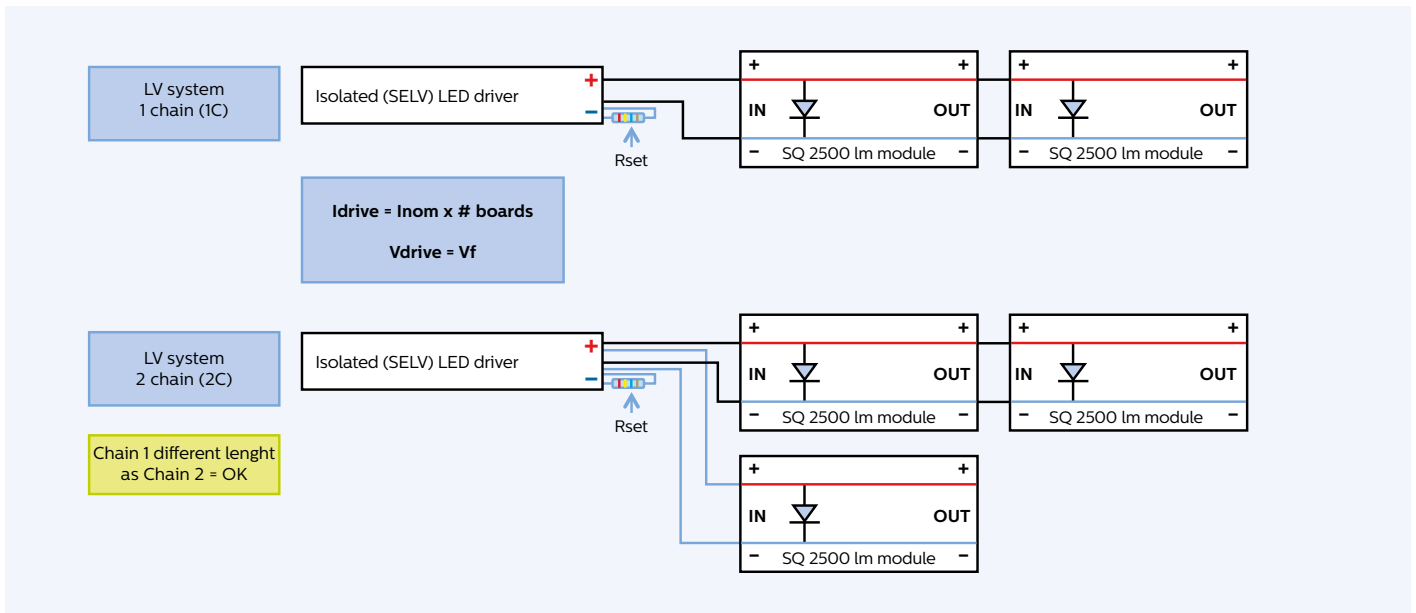 LV system
1 chain (1C)
Isolated (SELV) LED driver
+
−
Rset
+ +
IN OUT
− SQ 2500 lm module −
+ +
IN OUT
− SQ 2500 lm module −
Idrive = Inom x # boards
Vdrive = Vf
LV system
2 chain (2C)
Isolated (SELV) LED driver
+
−
Rset
+ +
IN OUT
− SQ 2500 lm module −
+ +
IN OUT
− SQ 2500 lm module −
Chain 1 different lenght
as Chain 2 = OK
+ +
IN OUT
− SQ 2500 lm module −